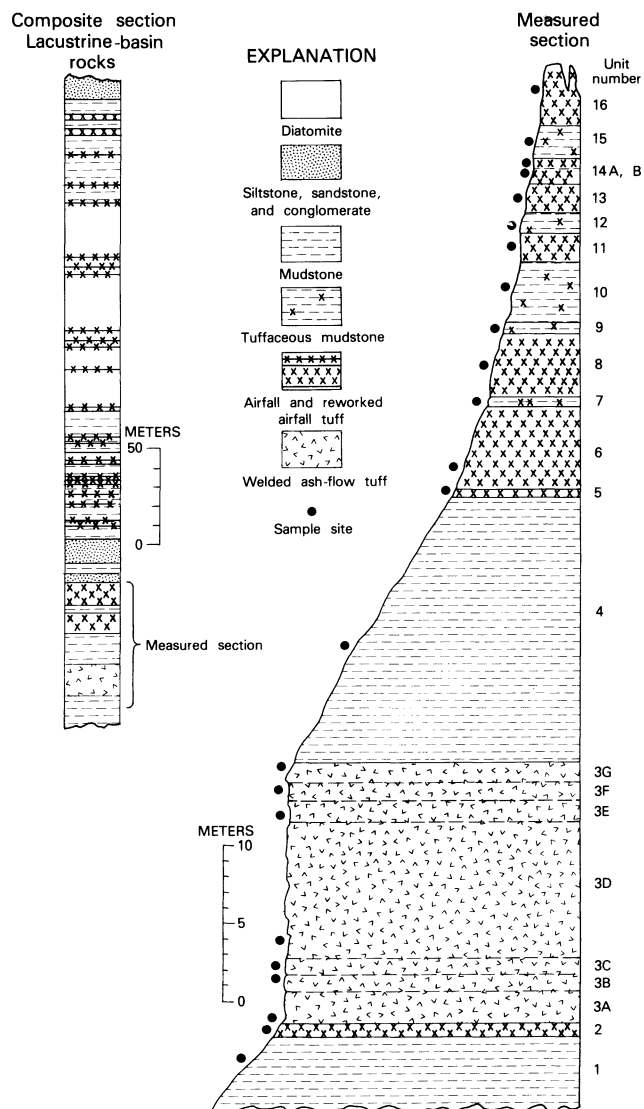 Composite section
Lacustrine-basin
rocks
METERS
50
0
Measured section
EXPLANATION
Diatomite
Siltstone, sandstone,
and conglomerate
Mudstone
Tuffaceous mudstone
Airfall and reworked
airfall tuff
Welded ash-flow tuff
Sample site
METERS
10
5
0
Measured
section
Unit
number
16
15
14 A, B
13
12
11
10
9
8
7
6
5
4
3G
3F
3E
3D
3C
3B
3A
2
1